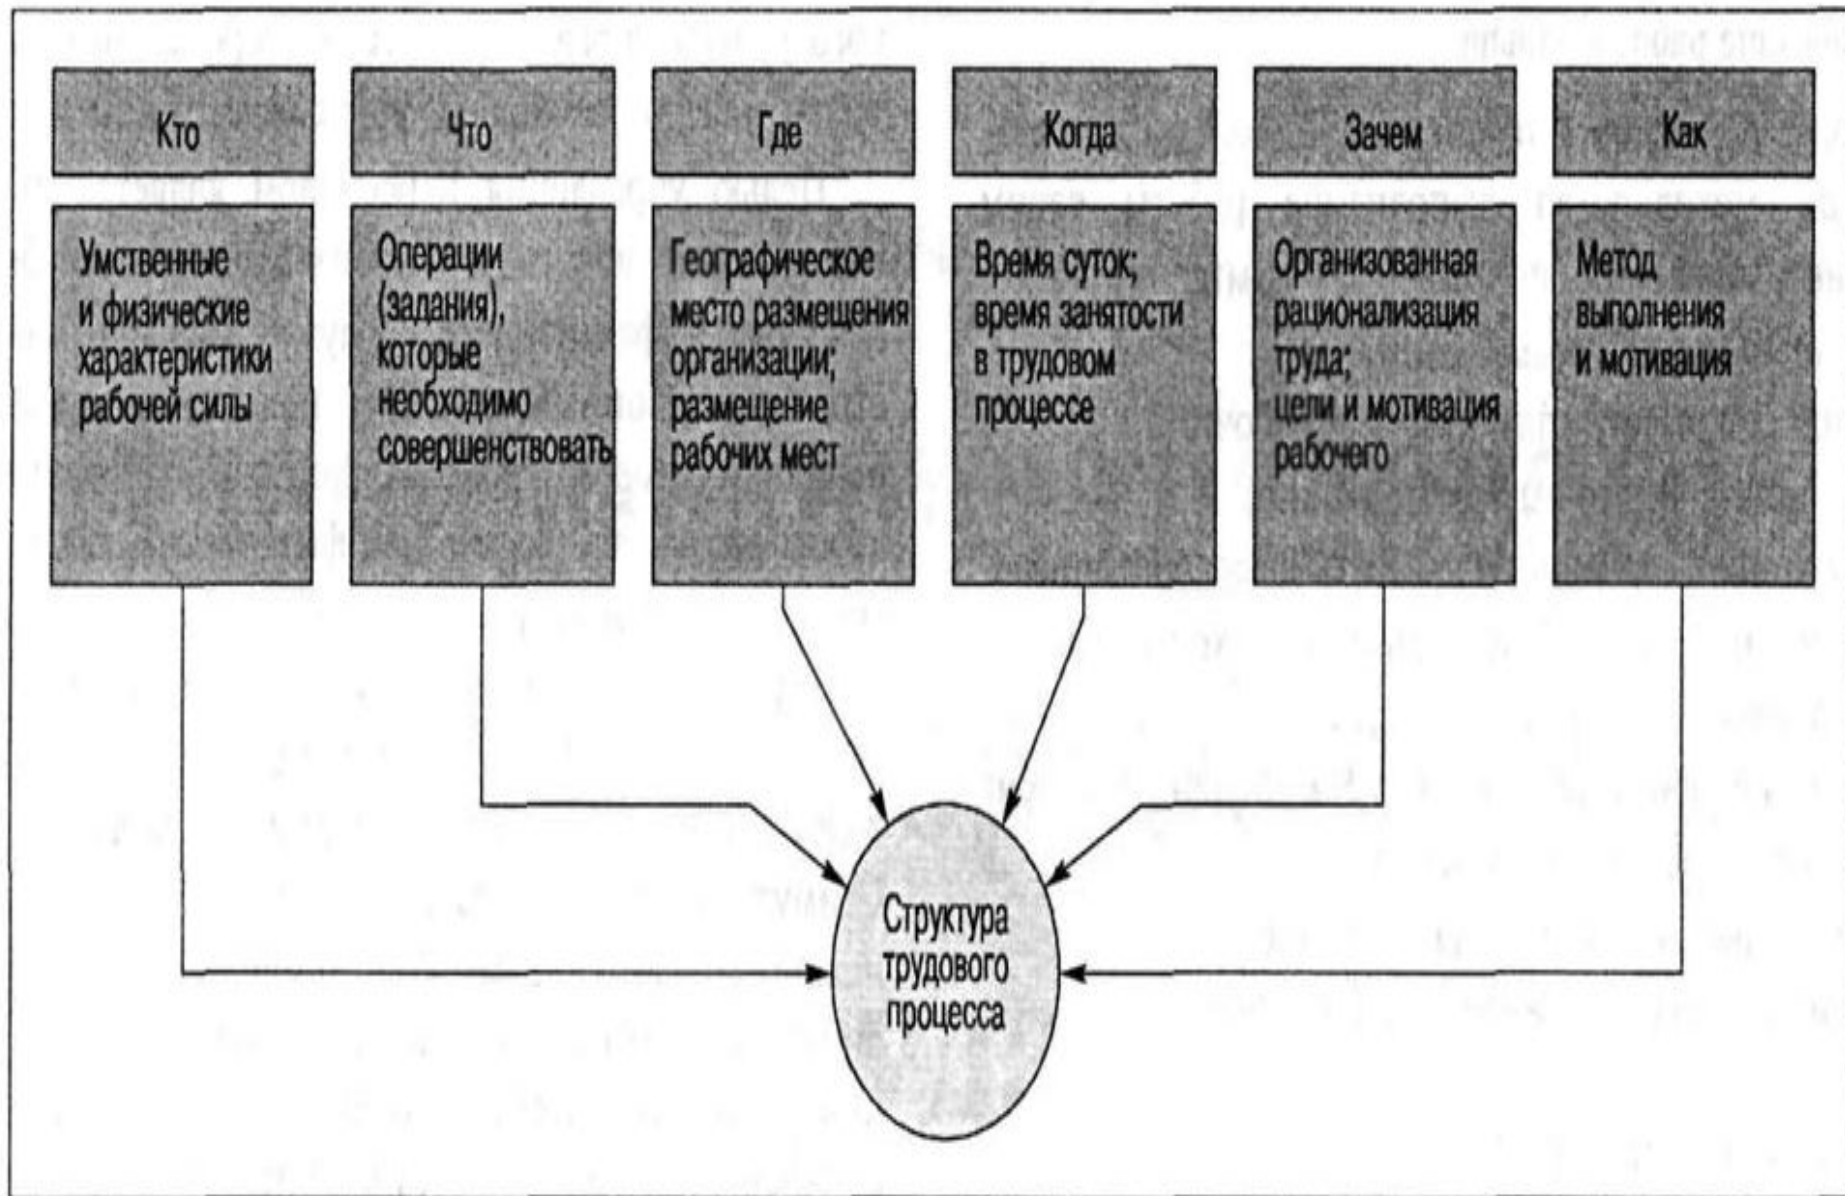 Кто
Что
Где
Когда
Зачем
Как
Умственные
и физические
характеристики
рабочей силы
Операции
(задания),
которые
необходимо
совершенствовать
Географическое
место размещения
организации;
размещение
рабочих мест
Время суток;
время занятости
в трудовом
процессе
Организованная
рационализация
труда;
цели и мотивация
рабочего
Метод
выполнения
и мотивация
Структура
трудового
процесса